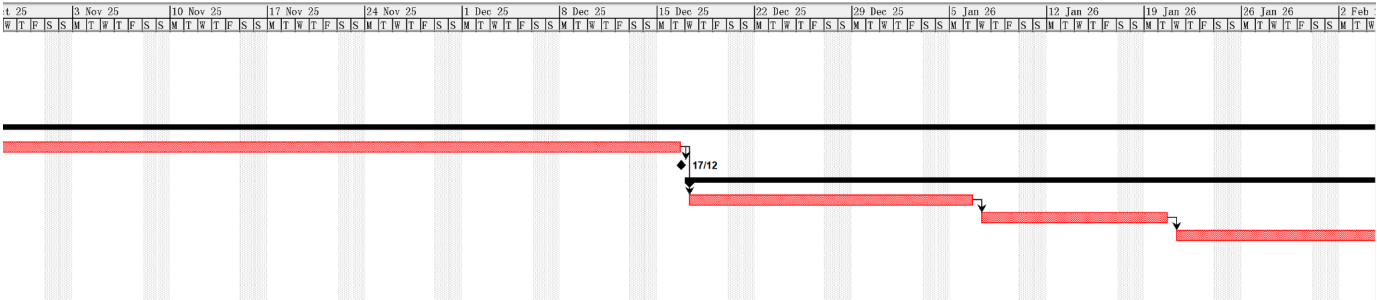 ct 25 3 Nov 25 10 Nov 25 17 Nov 25 24 Nov 25 1 Dec 25 8 Dec 25 15 Dec 25 22 Dec 25 29 Dec 25 5 Jan 26 12 Jan 26 19 Jan 26 26 Jan 26 2 Feb
W T F S S M T W T F S S M T W T F S S M T W T F S S M T W T F S S M T W T F S S M T W T F S S M T W T F S S M T W T F S S M T W T F S S M T W T F S S M T W T F S S M T W T F S S M T W T F S S M T W
17/12